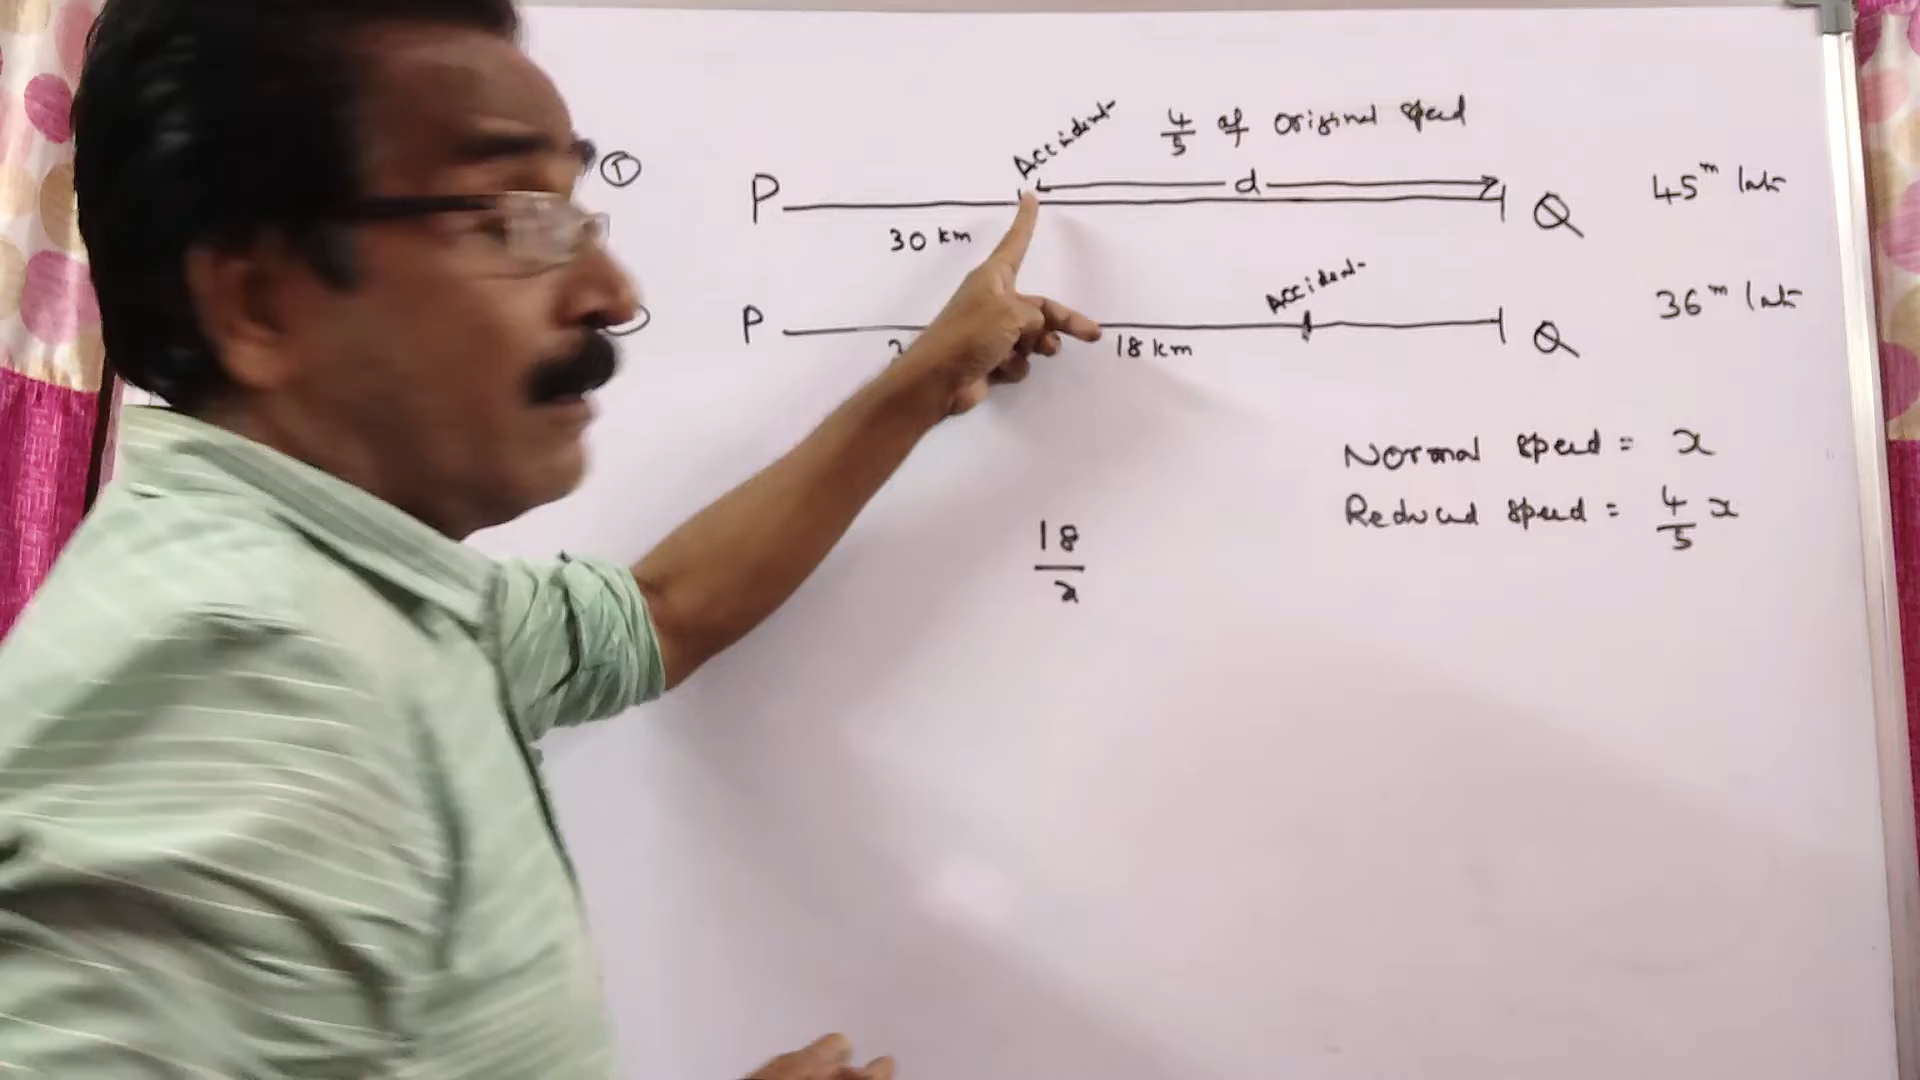 Accident
4/5 of original speed
① P d Q 45m late
30 km
Accident
P Q 36m late
18 km
Normal speed = x
Reduced speed = 4/5 x
18/x